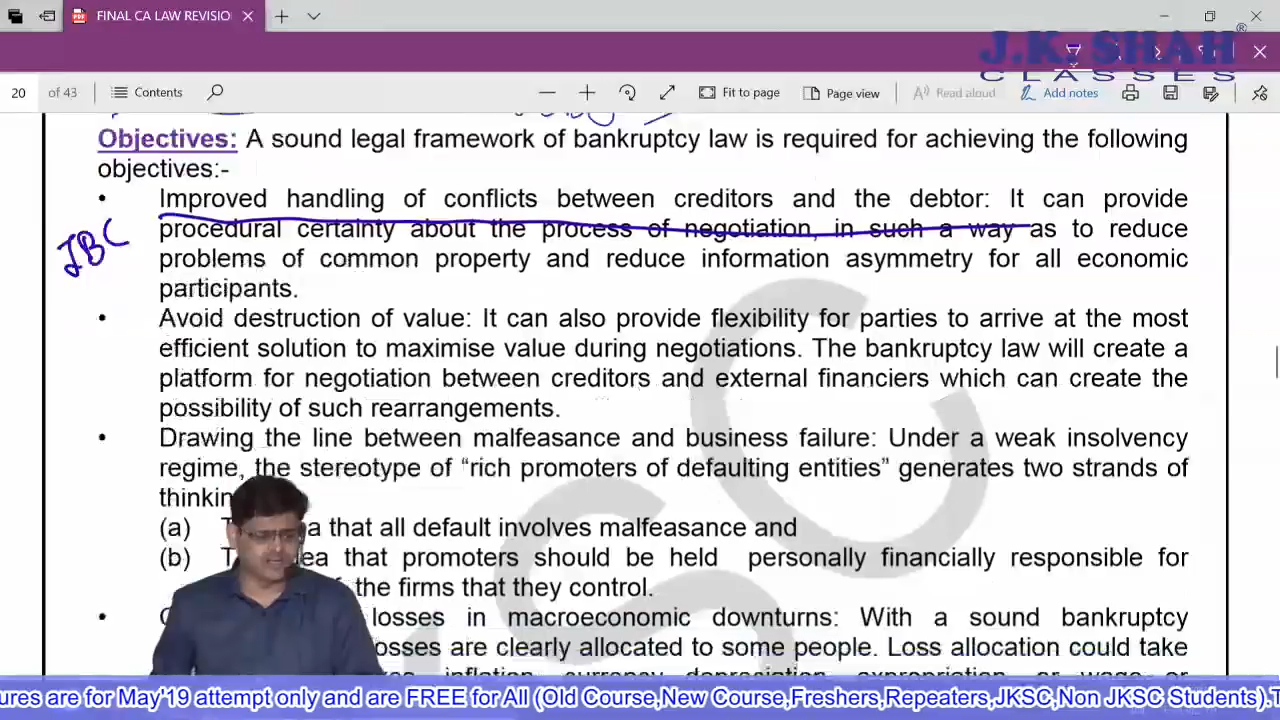 FINAL CA LAW REVISIO
J.K. SHAH®
CLASSES
20 of 43 Contents Fit to page Page view Read aloud Add notes
Objectives: A sound legal framework of bankruptcy law is required for achieving the following
objectives:-
• Improved handling of conflicts between creditors and the debtor: It can provide
procedural certainty about the process of negotiation, in such a way as to reduce
IBC
problems of common property and reduce information asymmetry for all economic
participants.
• Avoid destruction of value: It can also provide flexibility for parties to arrive at the most
efficient solution to maximise value during negotiations. The bankruptcy law will create a
platform for negotiation between creditors and external financiers which can create the
possibility of such rearrangements.
• Drawing the line between malfeasance and business failure: Under a weak insolvency
regime, the stereotype of “rich promoters of defaulting entities” generates two strands of
(a) that all default involves malfeasance and
(b) that promoters should be held personally financially responsible for
the firms that they control.
• losses in macroeconomic downturns: With a sound bankruptcy
are clearly allocated to some people. Loss allocation could take
inflation, currency depreciation, expropriation, or wage or
ures are for May'19 attempt only and are FREE for All (Old Course,New Course,Freshers,Repeaters,JKSC,Non JKSC Students).T